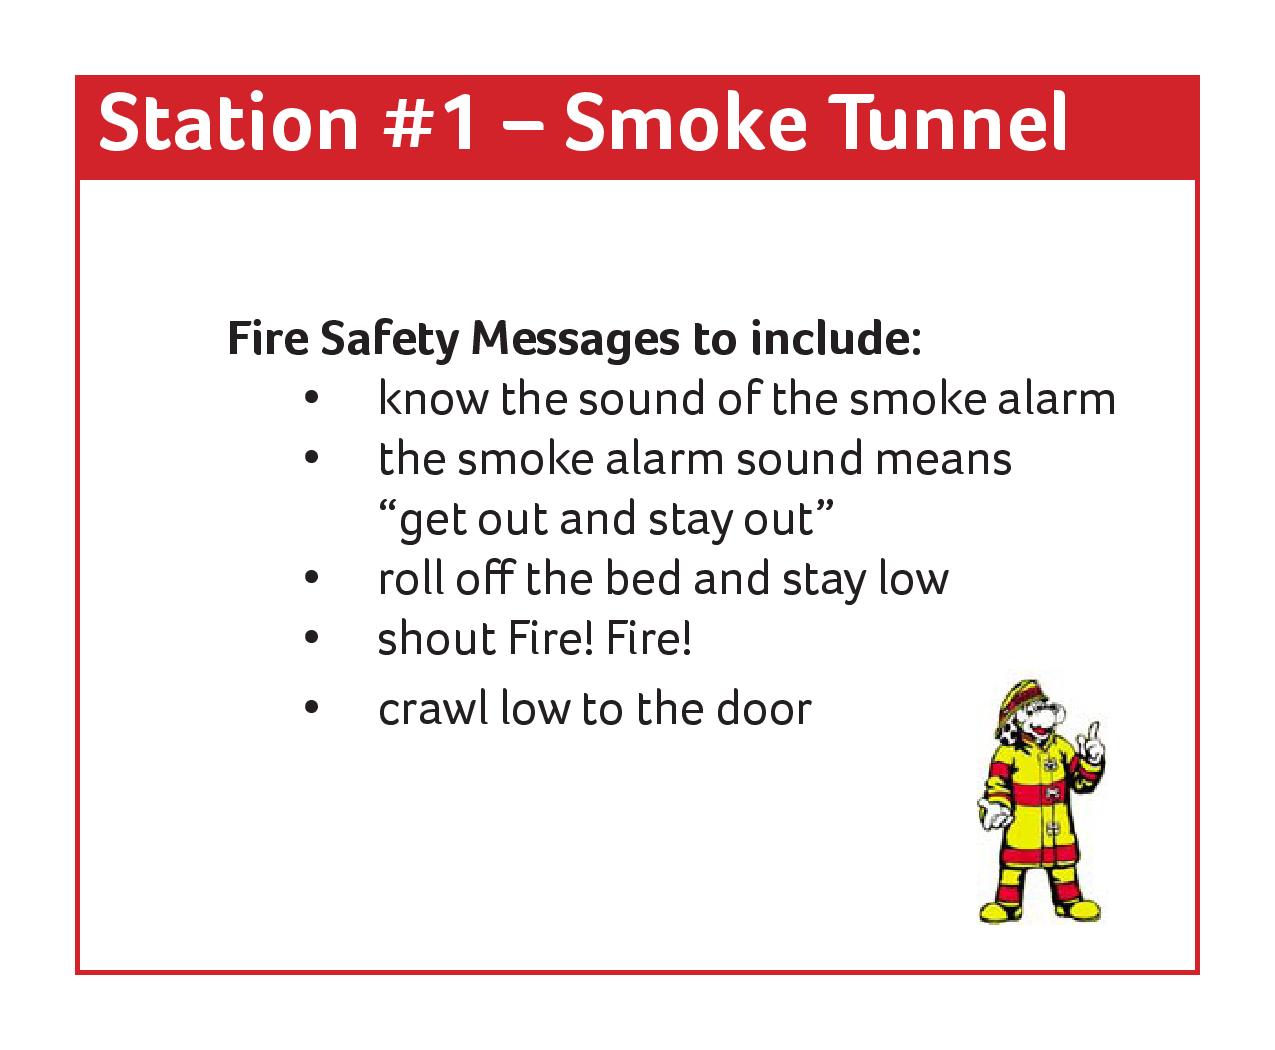 Station #1 – Smoke Tunnel
Fire Safety Messages to include:
• know the sound of the smoke alarm
• the smoke alarm sound means
“get out and stay out”
• roll off the bed and stay low
• shout Fire! Fire!
• crawl low to the door